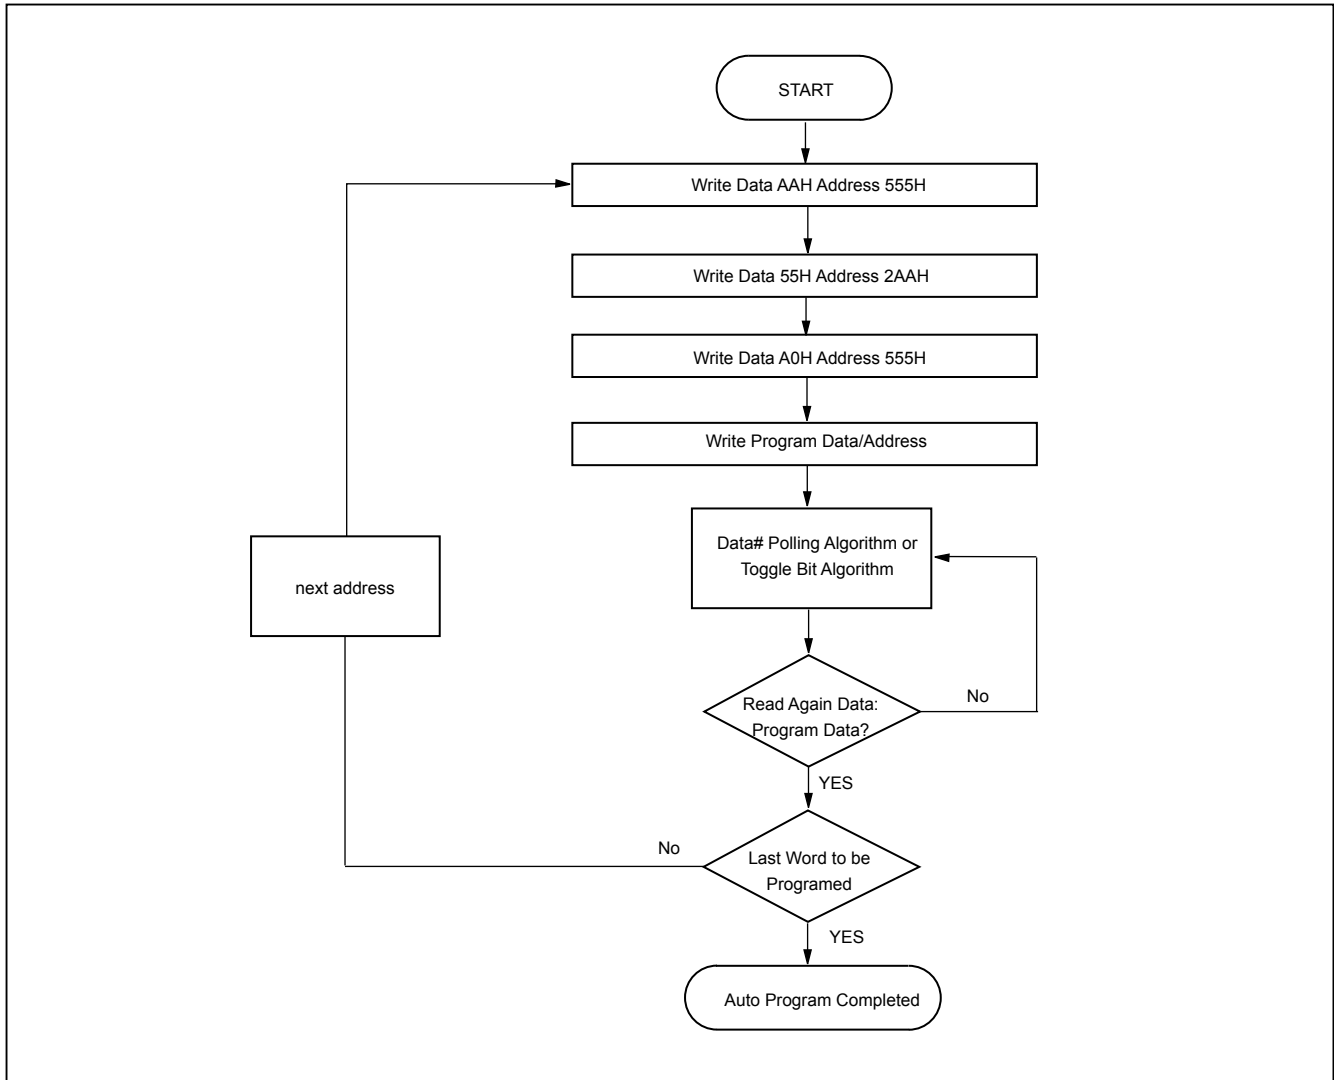 START
Write Data AAH Address 555H
Write Data 55H Address 2AAH
Write Data A0H Address 555H
Write Program Data/Address
Data# Polling Algorithm or
Toggle Bit Algorithm
next address
Read Again Data:
Program Data?
No
YES
No
Last Word to be
Programed
YES
Auto Program Completed